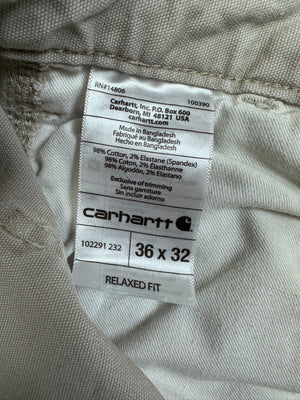 RN#14806
100390
Carhartt, Inc. P.O. Box 600
Dearborn, MI 48121 USA
carhartt.com
Made in Bangladesh
Fabriqué au Bangladesh
Hecho en Bangladesh
98% Cotton, 2% Elastane (Spandex)
98% Coton, 2% Élasthanne
98% Algodón, 2% Elastano
Exclusive of trimming
Sans garniture
Sin incluir adorno
carhartt
102291 232
36 x 32
RELAXED FIT